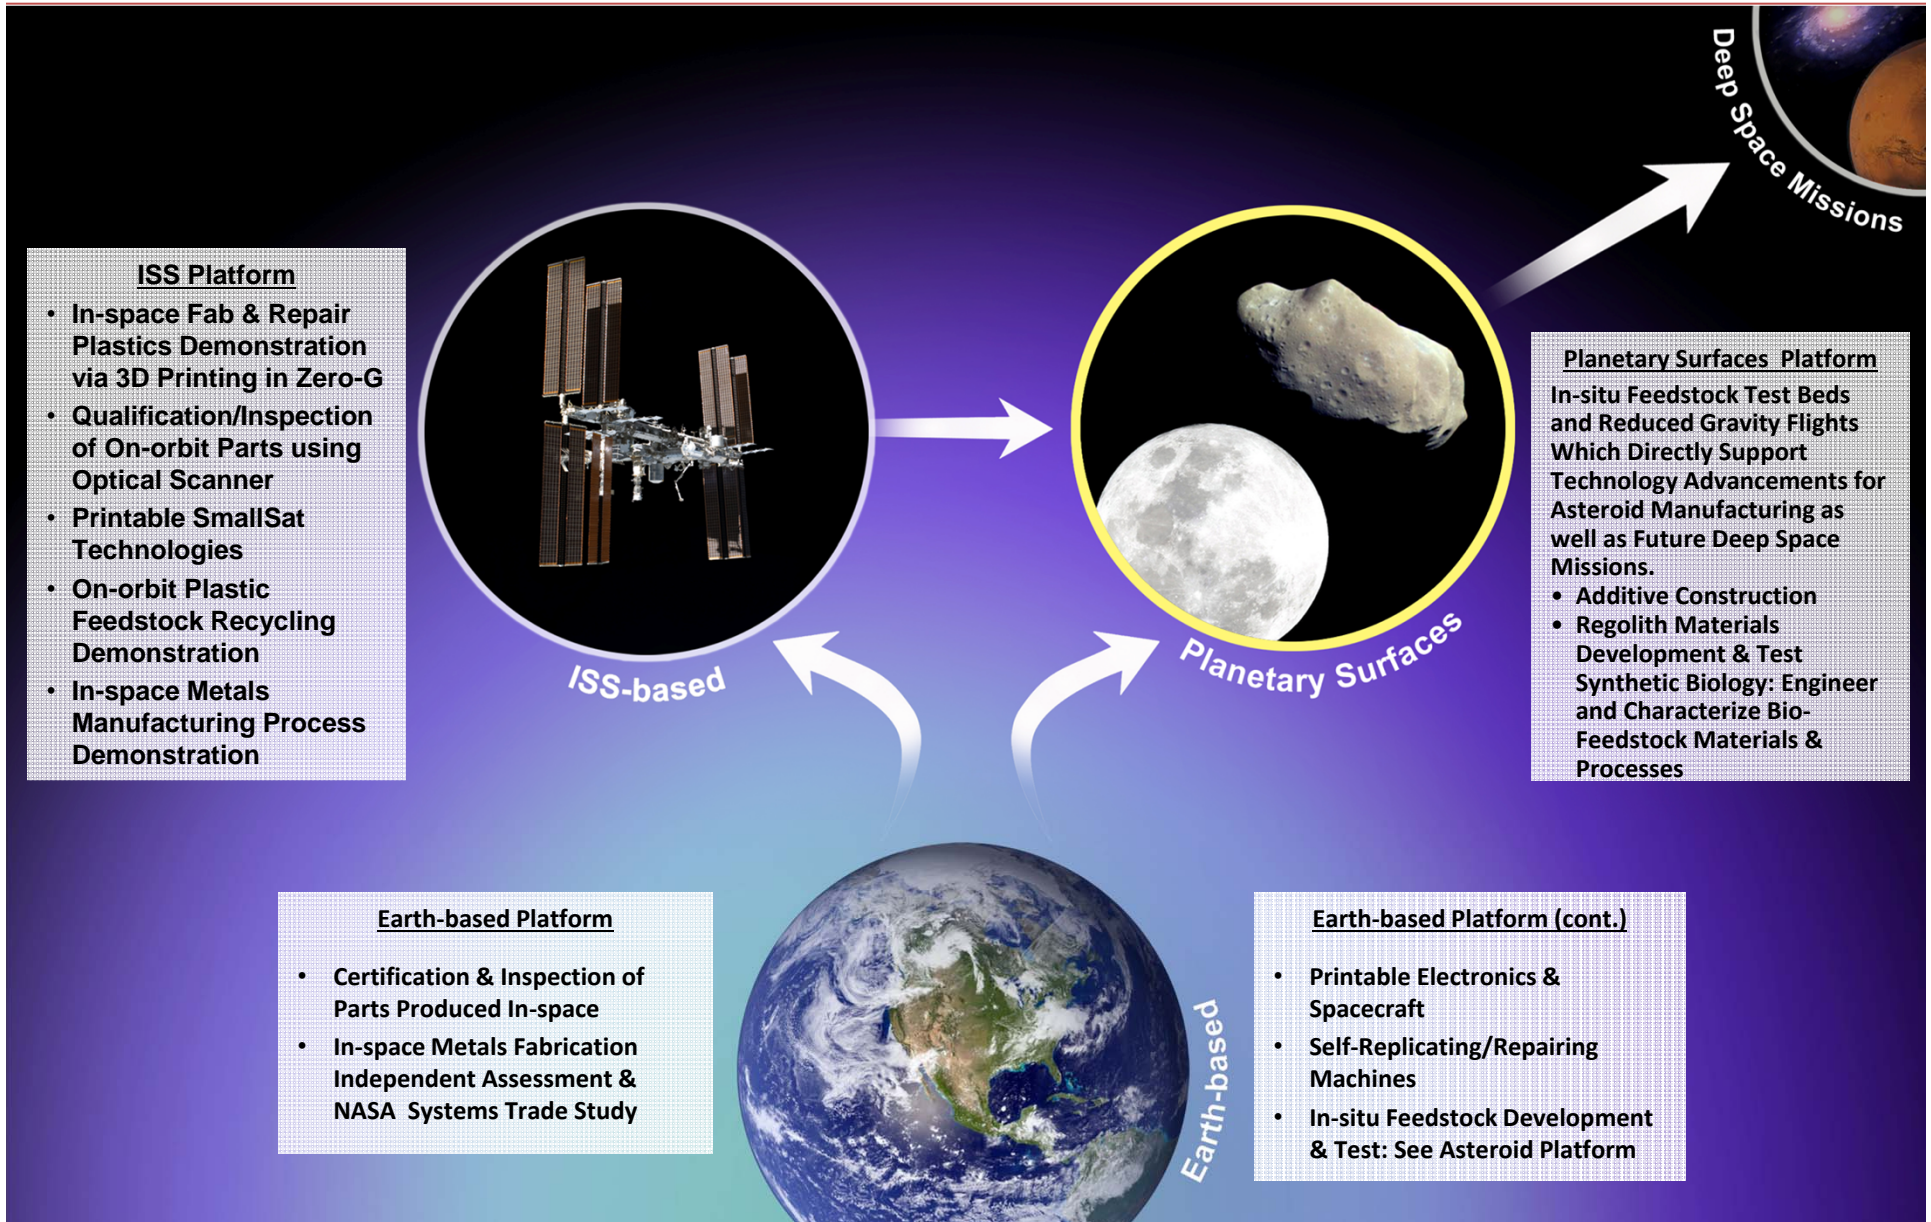 Deep Space Missions
ISS Platform
• In-space Fab & Repair
Plastics Demonstration
via 3D Printing in Zero-G
• Qualification/Inspection
of On-orbit Parts using
Optical Scanner
• Printable SmallSat
Technologies
• On-orbit Plastic
Feedstock Recycling
Demonstration
• In-space Metals
Manufacturing Process
Demonstration
ISS-based
Planetary Surfaces
Planetary Surfaces Platform
In-situ Feedstock Test Beds
and Reduced Gravity Flights
Which Directly Support
Technology Advancements for
Asteroid Manufacturing as
well as Future Deep Space
Missions.
• Additive Construction
• Regolith Materials
Development & Test
Synthetic Biology: Engineer
and Characterize Bio-
Feedstock Materials &
Processes
Earth-based Platform
• Certification & Inspection of
Parts Produced In-space
• In-space Metals Fabrication
Independent Assessment &
NASA Systems Trade Study
Earth-based
Earth-based Platform (cont.)
• Printable Electronics &
Spacecraft
• Self-Replicating/Repairing
Machines
• In-situ Feedstock Development
& Test: See Asteroid Platform